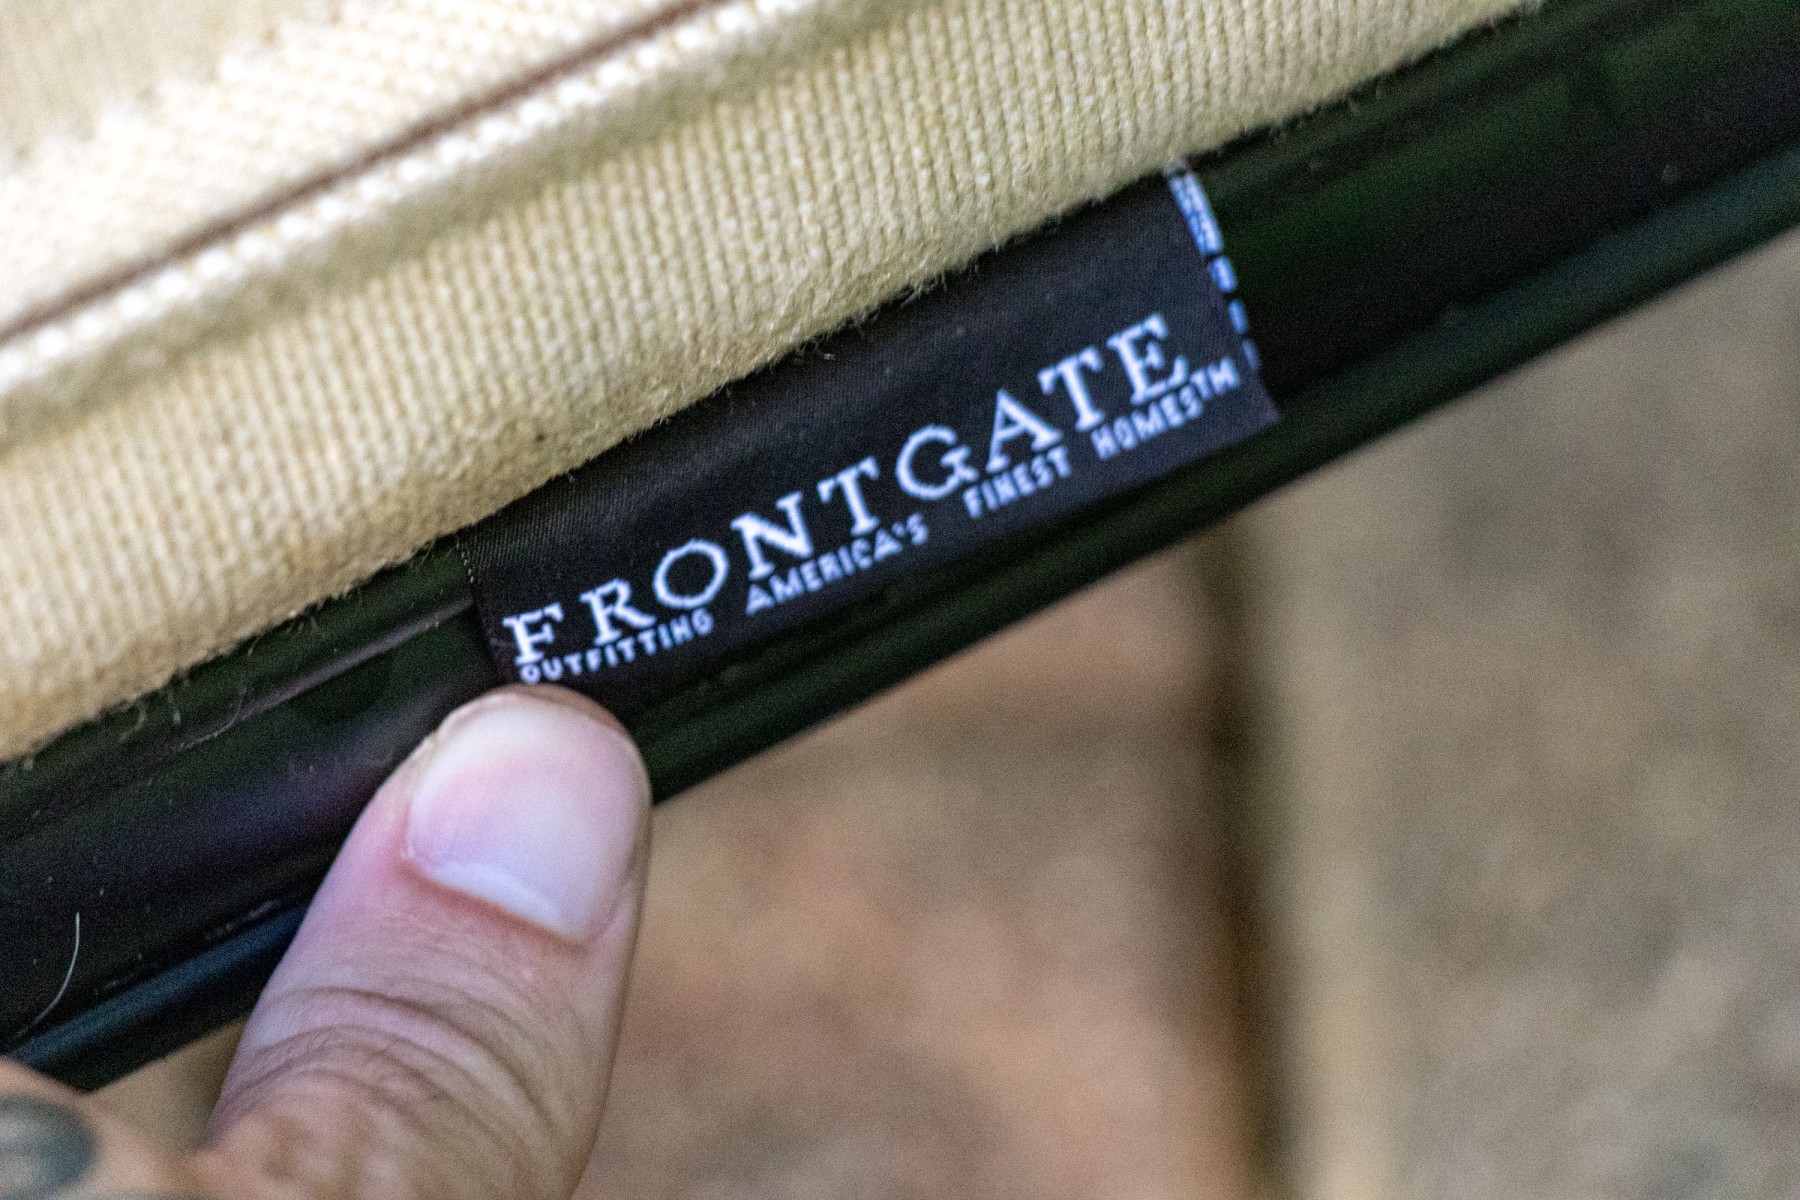 FRONTGATE
OUTFITTING AMERICA'S FINEST HOMES™